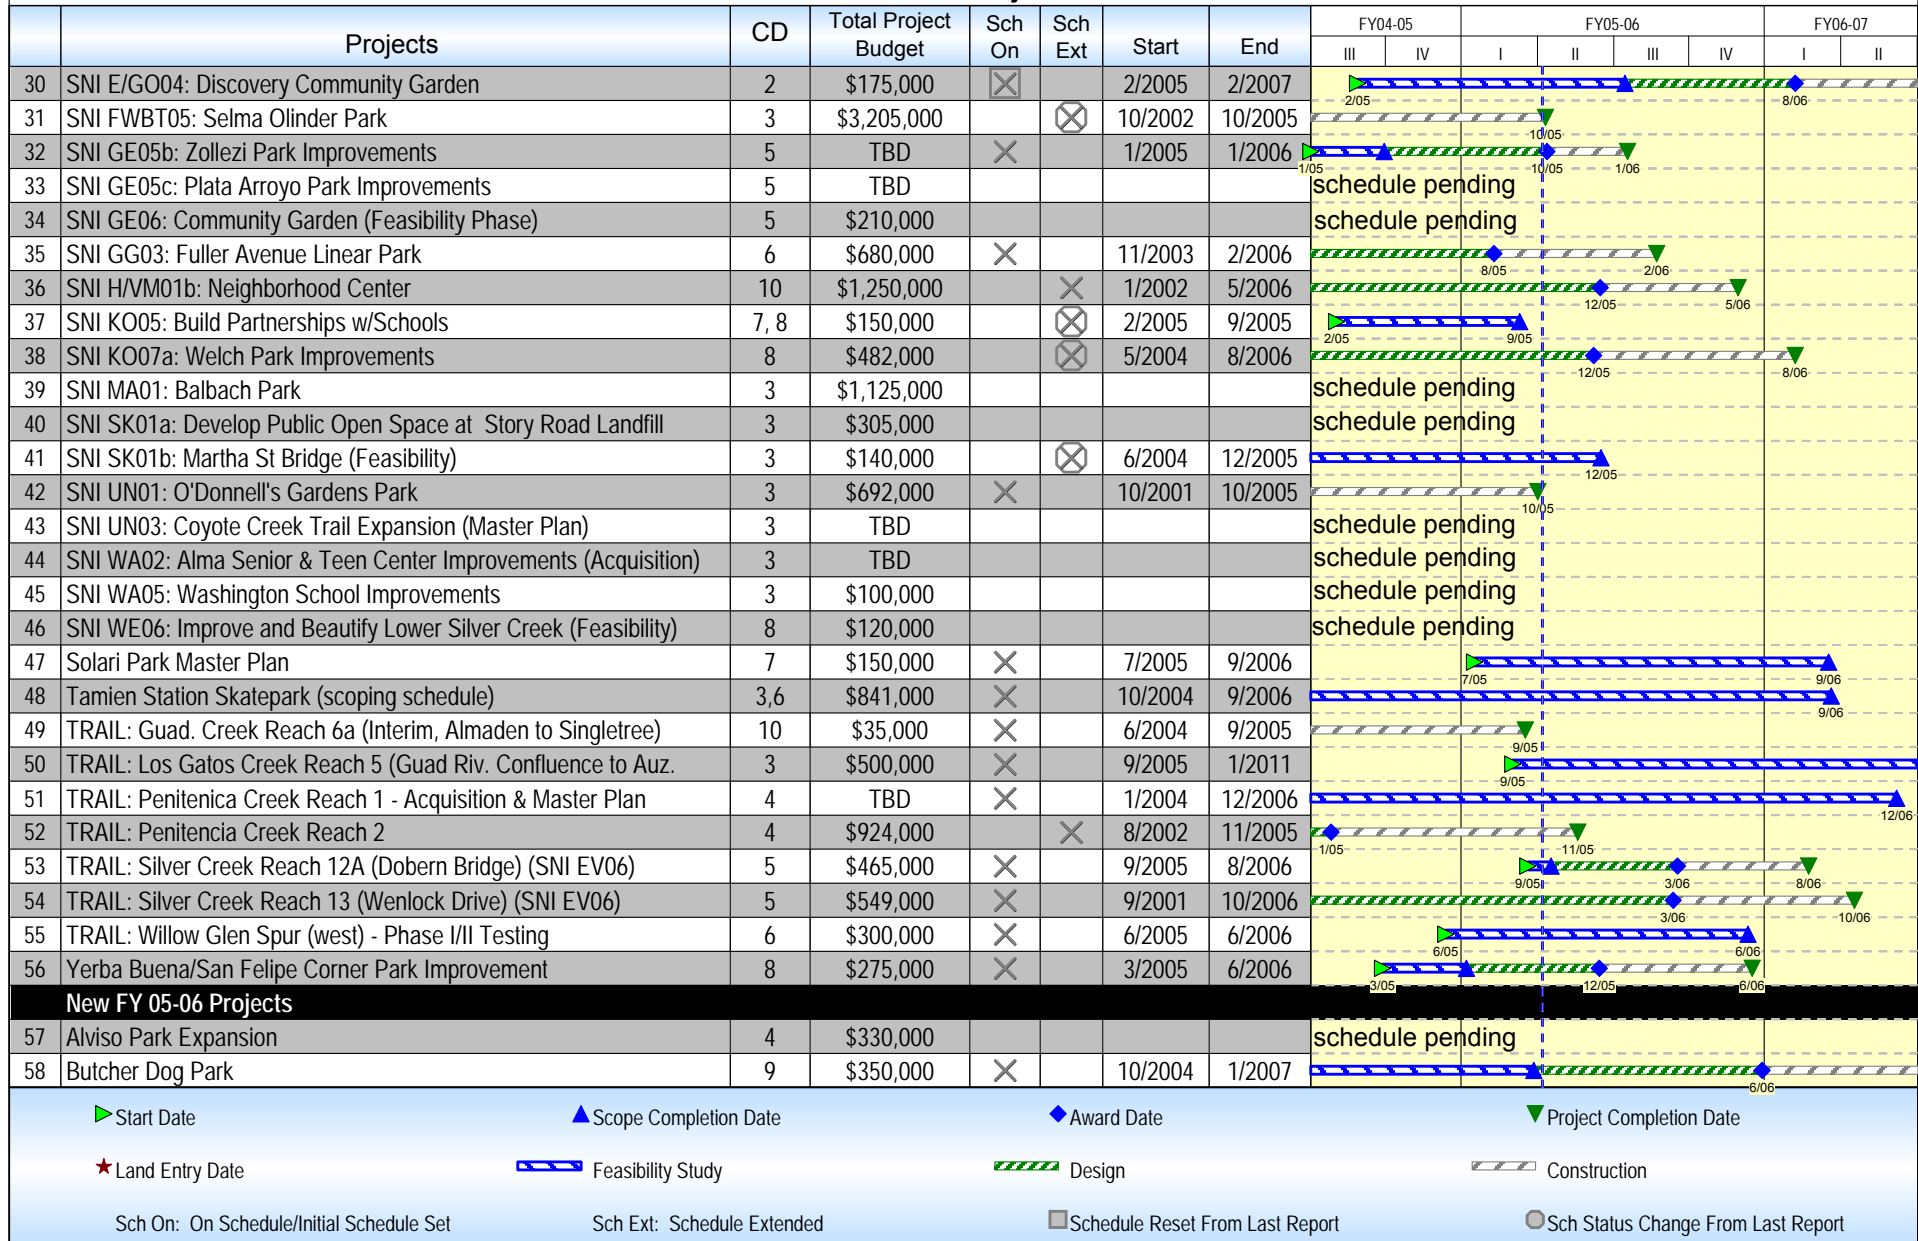 Projects CD Total Project Budget Sch On Sch Ext Start End FY04-05 FY05-06 FY06-07
III IV I II III IV I II
30 SNI E/GO04: Discovery Community Garden 2 $175,000 2/2005 2/2007 2/05 8/06
31 SNI FWBT05: Selma Olinder Park 3 $3,205,000 10/2002 10/2005 10/05
32 SNI GE05b: Zollezi Park Improvements 5 TBD 1/2005 1/2006 1/05 10/05 1/06
33 SNI GE05c: Plata Arroyo Park Improvements 5 TBD schedule pending
34 SNI GE06: Community Garden (Feasibility Phase) 5 $210,000 schedule pending
35 SNI GG03: Fuller Avenue Linear Park 6 $680,000 11/2003 2/2006 8/05 2/06
36 SNI H/VM01b: Neighborhood Center 10 $1,250,000 1/2002 5/2006 12/05 5/06
37 SNI KO05: Build Partnerships w/Schools 7, 8 $150,000 2/2005 9/2005 2/05 9/05
38 SNI KO07a: Welch Park Improvements 8 $482,000 5/2004 8/2006 12/05 8/06
39 SNI MA01: Balbach Park 3 $1,125,000 schedule pending
40 SNI SK01a: Develop Public Open Space at Story Road Landfill 3 $305,000 schedule pending
41 SNI SK01b: Martha St Bridge (Feasibility) 3 $140,000 6/2004 12/2005 12/05
42 SNI UN01: O'Donnell's Gardens Park 3 $692,000 10/2001 10/2005 10/05
43 SNI UN03: Coyote Creek Trail Expansion (Master Plan) 3 TBD schedule pending
44 SNI WA02: Alma Senior & Teen Center Improvements (Acquisition) 3 TBD schedule pending
45 SNI WA05: Washington School Improvements 3 $100,000 schedule pending
46 SNI WE06: Improve and Beautify Lower Silver Creek (Feasibility) 8 $120,000 schedule pending
47 Solari Park Master Plan 7 $150,000 7/2005 9/2006 7/05 9/06
48 Tamien Station Skatepark (scoping schedule) 3,6 $841,000 10/2004 9/2006 9/06
49 TRAIL: Guad. Creek Reach 6a (Interim, Almaden to Singletree) 10 $35,000 6/2004 9/2005 9/05
50 TRAIL: Los Gatos Creek Reach 5 (Guad Riv. Confluence to Auz. 3 $500,000 9/2005 1/2011 9/05
51 TRAIL: Penitenica Creek Reach 1 - Acquisition & Master Plan 4 TBD 1/2004 12/2006 12/06
52 TRAIL: Penitencia Creek Reach 2 4 $924,000 8/2002 11/2005 1/05 11/05
53 TRAIL: Silver Creek Reach 12A (Dobern Bridge) (SNI EV06) 5 $465,000 9/2005 8/2006 9/05 3/06 8/06
54 TRAIL: Silver Creek Reach 13 (Wenlock Drive) (SNI EV06) 5 $549,000 9/2001 10/2006 3/06 10/06
55 TRAIL: Willow Glen Spur (west) - Phase I/II Testing 6 $300,000 6/2005 6/2006 6/05 6/06
56 Yerba Buena/San Felipe Corner Park Improvement 8 $275,000 3/2005 6/2006 3/05 12/05 6/06
New FY 05-06 Projects
57 Alviso Park Expansion 4 $330,000 schedule pending
58 Butcher Dog Park 9 $350,000 10/2004 1/2007 6/06
Start Date Scope Completion Date Award Date Project Completion Date
Land Entry Date Feasibility Study Design Construction
Sch On: On Schedule/Initial Schedule Set Sch Ext: Schedule Extended Schedule Reset From Last Report Sch Status Change From Last Report